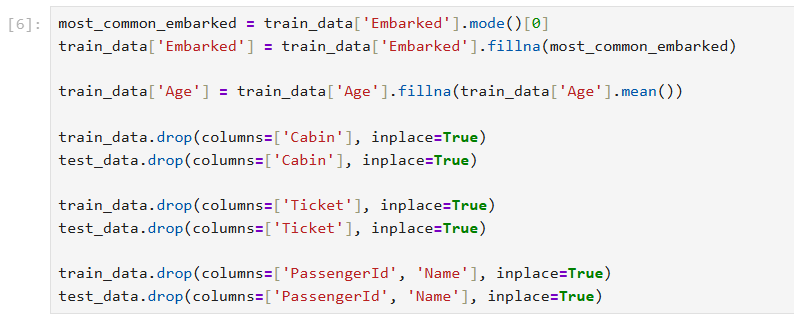 [6]: most_common_embarked = train_data['Embarked'].mode()[0]
train_data['Embarked'] = train_data['Embarked'].fillna(most_common_embarked)
train_data['Age'] = train_data['Age'].fillna(train_data['Age'].mean())
train_data.drop(columns=['Cabin'], inplace=True)
test_data.drop(columns=['Cabin'], inplace=True)
train_data.drop(columns=['Ticket'], inplace=True)
test_data.drop(columns=['Ticket'], inplace=True)
train_data.drop(columns=['PassengerId', 'Name'], inplace=True)
test_data.drop(columns=['PassengerId', 'Name'], inplace=True)